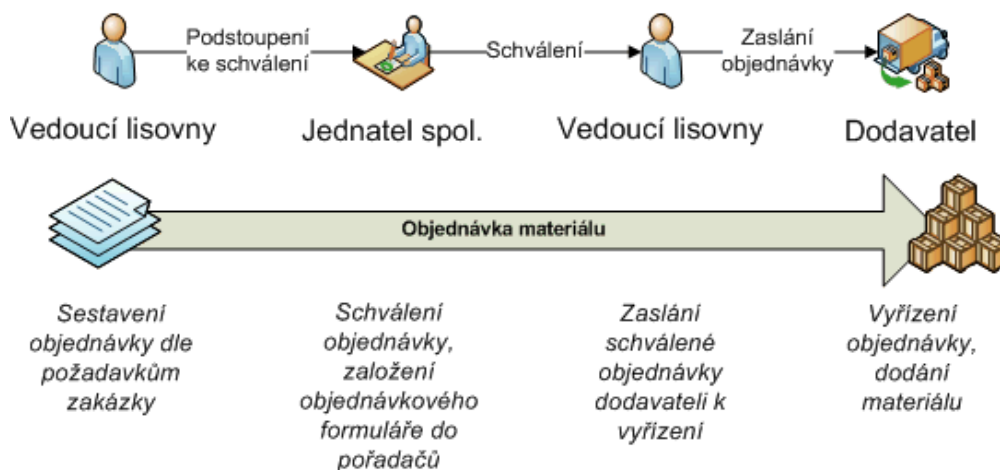 Podstoupení
ke schválení
Schválení
Zaslání
objednávky
Vedoucí lisovny
Jednatel spol.
Vedoucí lisovny
Dodavatel
Objednávka materiálu
Sestavení
objednávky dle
požadavkům
zakázky
Schválení
objednávky,
založení
objednávkového
formuláře do
pořadačů
Zaslání
schválené
objednávky
dodavateli k
vyřízení
Vyřízení
objednávky,
dodání
materiálu